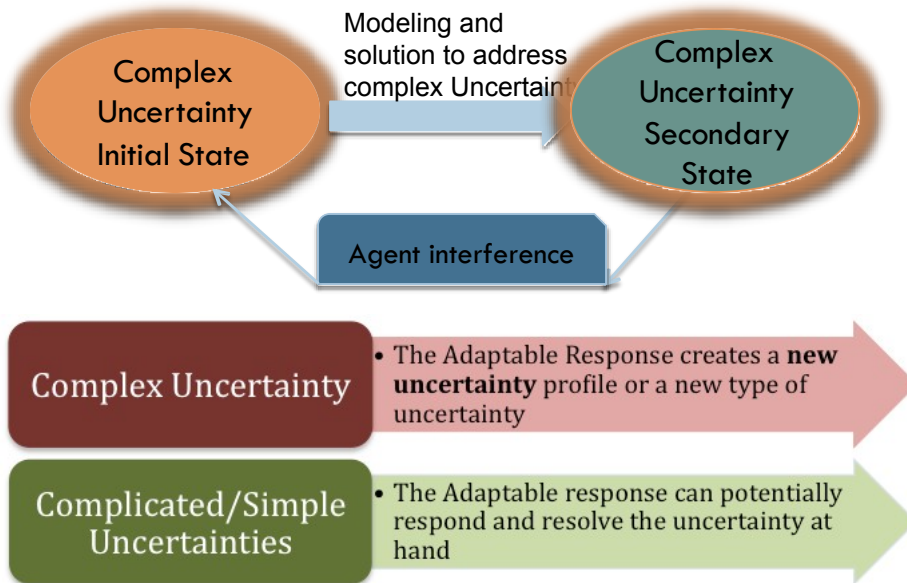 Modeling and
solution to address
complex Uncertainty
Complex
Uncertainty
Initial State
Complex
Uncertainty
Secondary
State
Agent interference
Complex Uncertainty
• The Adaptable Response creates a new
uncertainty profile or a new type of
uncertainty
Complicated/Simple
Uncertainties
• The Adaptable response can potentially
respond and resolve the uncertainty at
hand